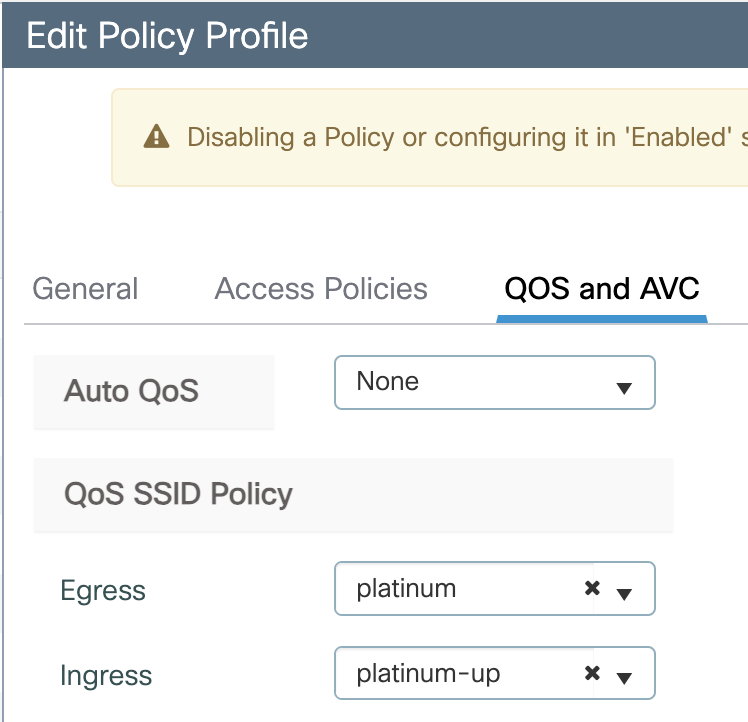 Edit Policy Profile
Disabling a Policy or configuring it in 'Enabled' s
General Access Policies QOS and AVC
Auto QoS None
QoS SSID Policy
Egress platinum
Ingress platinum-up